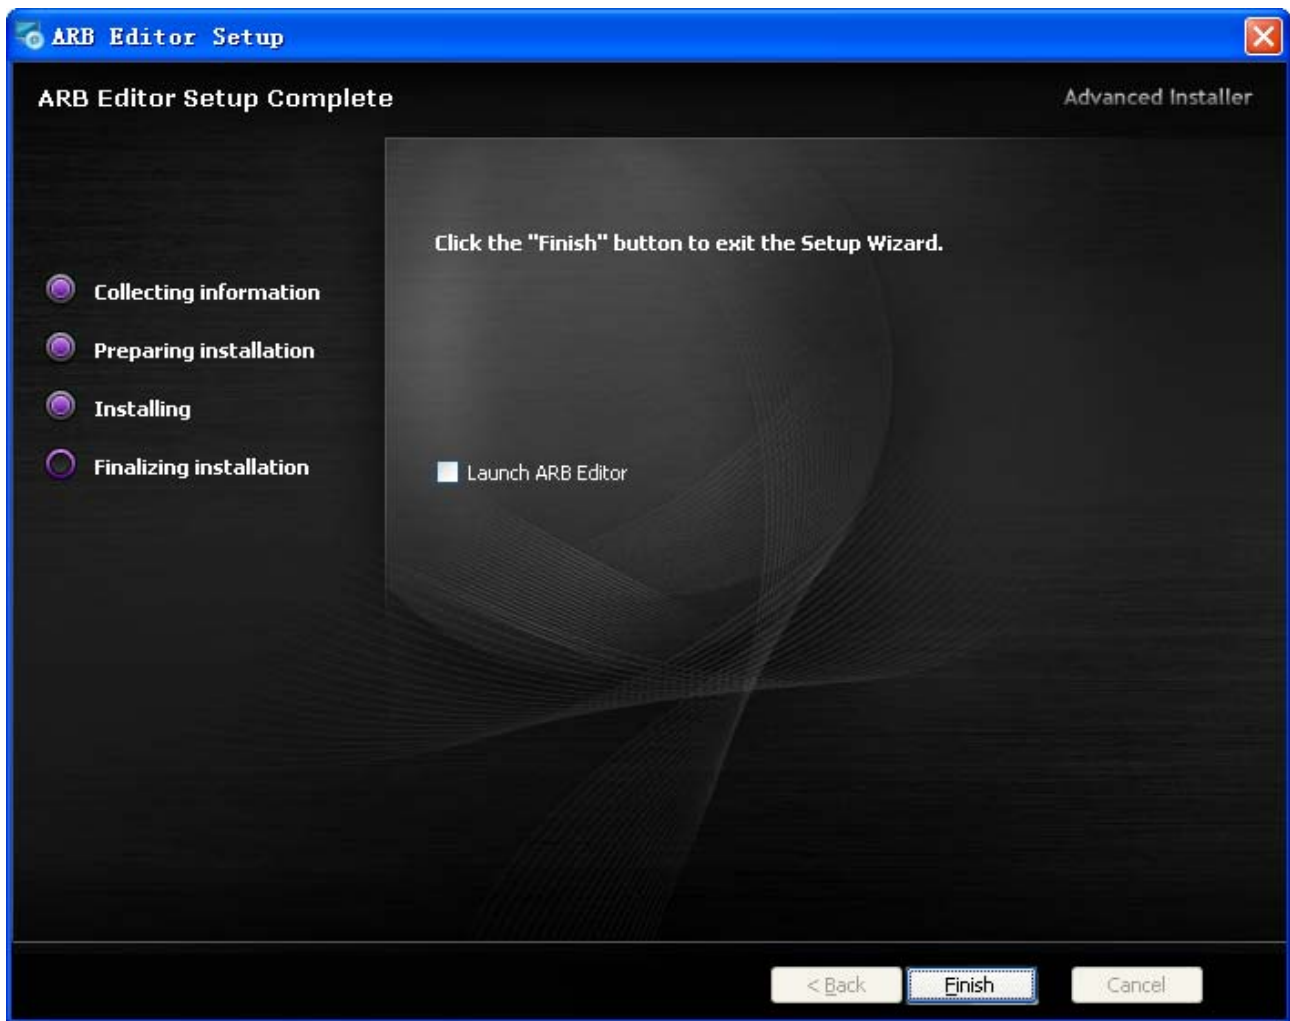 ARB Editor Setup
ARB Editor Setup Complete
Advanced Installer
Click the "Finish" button to exit the Setup Wizard.
Collecting information
Preparing installation
Installing
Finalizing installation
Launch ARB Editor
< Back
Finish
Cancel